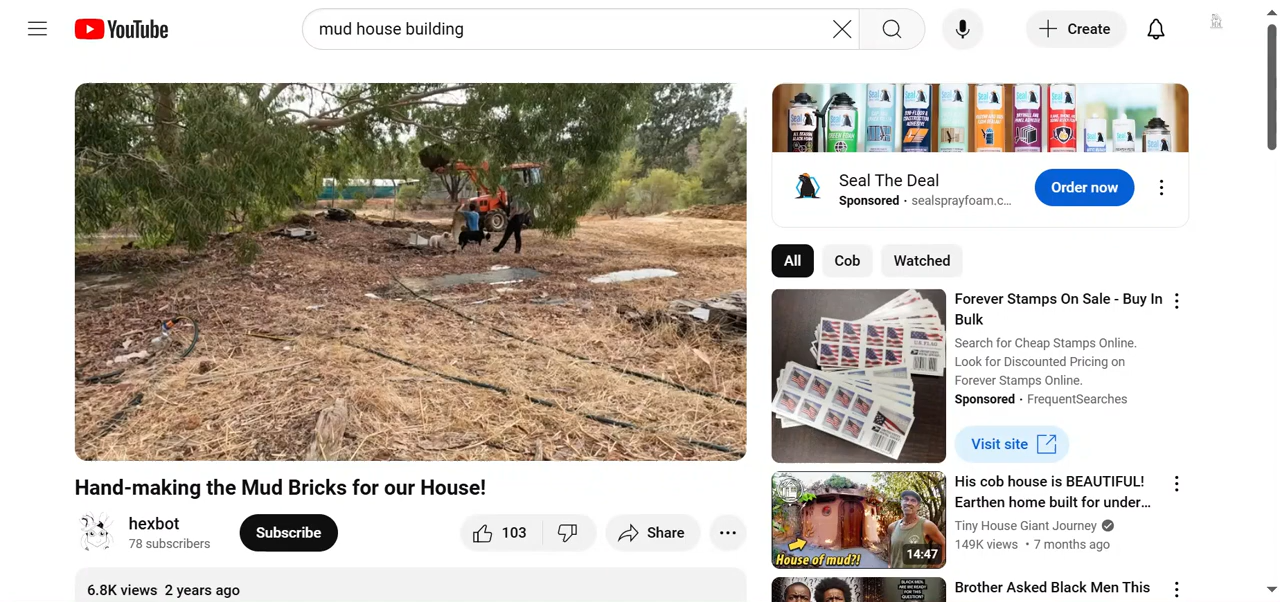 YouTube
mud house building
Create
Seal The Deal
Sponsored · sealsprayfoam.c...
Order now
All
Cob
Watched
Forever Stamps On Sale - Buy In
Bulk
Search for Cheap Stamps Online.
Look for Discounted Pricing on
Forever Stamps Online.
Sponsored · FrequentSearches
Visit site
Hand-making the Mud Bricks for our House!
hexbot
78 subscribers
Subscribe
103
Share
6.8K views 2 years ago
House of mud?!
14:47
His cob house is BEAUTIFUL!
Earthen home built for under...
Tiny House Giant Journey
149K views • 7 months ago
Brother Asked Black Men This